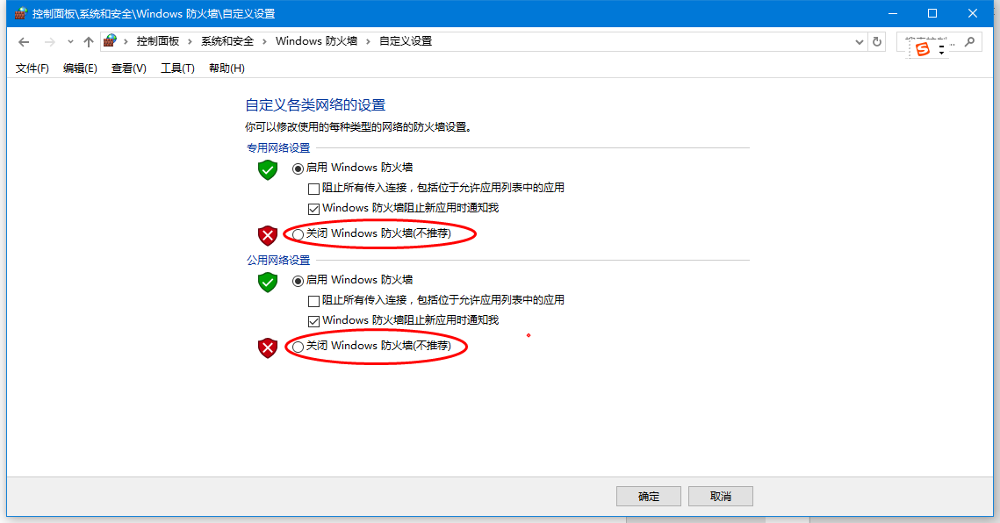 控制面板\系统和安全\Windows 防火墙\自定义设置
控制面板 › 系统和安全 › Windows 防火墙 › 自定义设置
文件(F) 编辑(E) 查看(V) 工具(T) 帮助(H)
自定义各类网络的设置
你可以修改使用的每种类型的网络的防火墙设置。
专用网络设置
启用 Windows 防火墙
阻止所有传入连接，包括位于允许应用列表中的应用
Windows 防火墙阻止新应用时通知我
关闭 Windows 防火墙(不推荐)
公用网络设置
启用 Windows 防火墙
阻止所有传入连接，包括位于允许应用列表中的应用
Windows 防火墙阻止新应用时通知我
关闭 Windows 防火墙(不推荐)
确定 取消